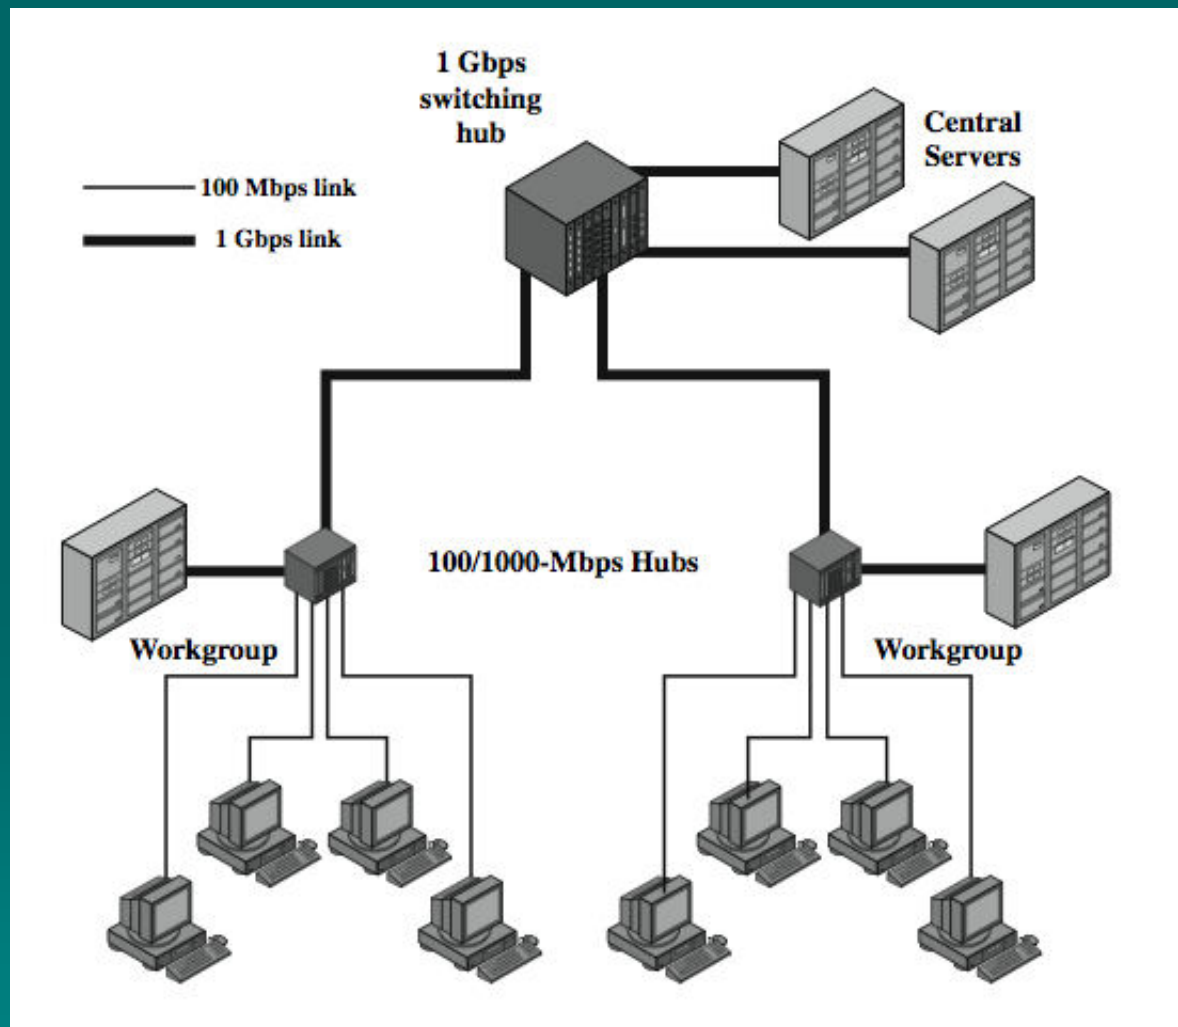 1 Gbps
switching
hub
Central
Servers
100 Mbps link
1 Gbps link
100/1000-Mbps Hubs
Workgroup
Workgroup